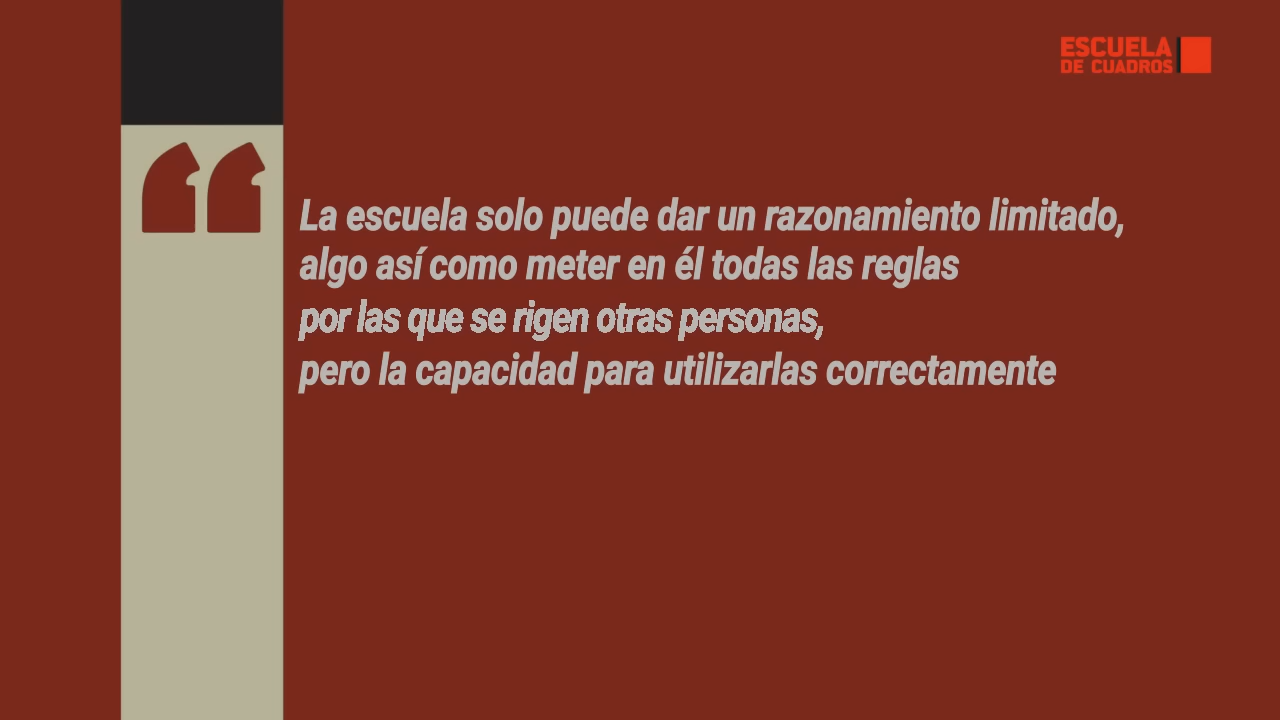 ESCUELA
DE CUADROS
La escuela solo puede dar un razonamiento limitado,
algo así como meter en él todas las reglas
por las que se rigen otras personas,
pero la capacidad para utilizarlas correctamente